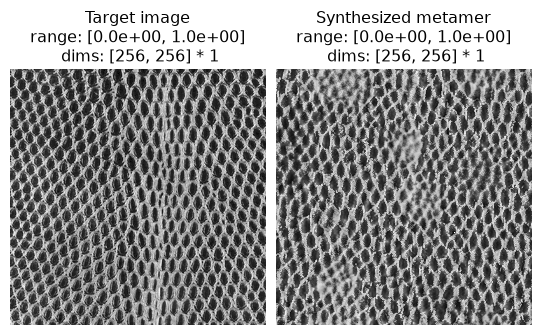 Target image
range: [0.0e+00, 1.0e+00]
dims: [256, 256] * 1
Synthesized metamer
range: [0.0e+00, 1.0e+00]
dims: [256, 256] * 1